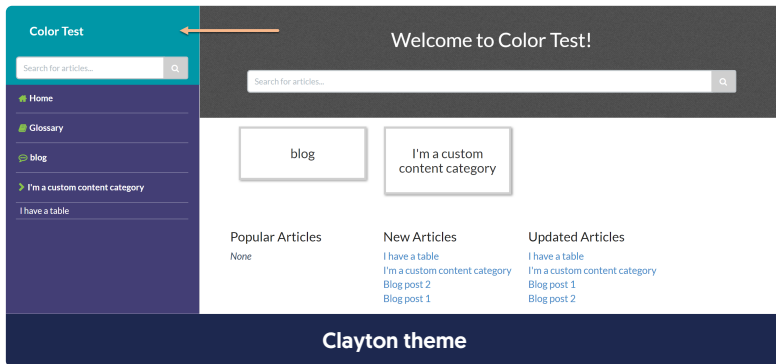 Color Test
Search for articles...
Home
Glossary
blog
I'm a custom content category
I have a table
Welcome to Color Test!
Search for articles...
blog
I'm a custom
content category
Popular Articles
None
New Articles
I have a table
I'm a custom content category
Blog post 2
Blog post 1
Updated Articles
I have a table
I'm a custom content category
Blog post 1
Blog post 2
Clayton theme